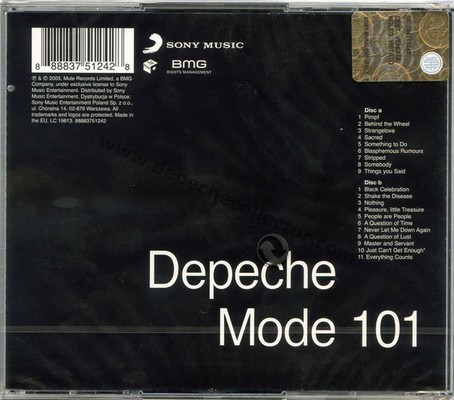 8 88837 51242 8
SONY MUSIC
BMG
RIGHTS MANAGEMENT
℗ & © 2005, Mute Records Limited, a BMG
Company, under exclusive license to Sony
Music Entertainment. Distributed by Sony
Music Entertainment. Dystrybucja w Polsce:
Sony Music Entertainment Poland Sp. z o.o.,
ul. Chóralna 14, 02-879 Warszawa. All
trademarks and logos are protected. Made in
the EU. LC 19813. 88883751242
Disc a
1 Pimpf
2 Behind the Wheel
3 Strangelove
4 Sacred
5 Something to Do
6 Blasphemous Rumours
7 Stripped
8 Somebody
9 Things you Said
Disc b
1 Black Celebration
2 Shake the Disease
3 Nothing
4 Pleasure, little Treasure
5 People are People
6 A Question of Time
7 Never Let Me Down Again
8 A Question of Lust
9 Master and Servant
10 Just Can't Get Enough*
11 Everything Counts
Depeche
Mode 101